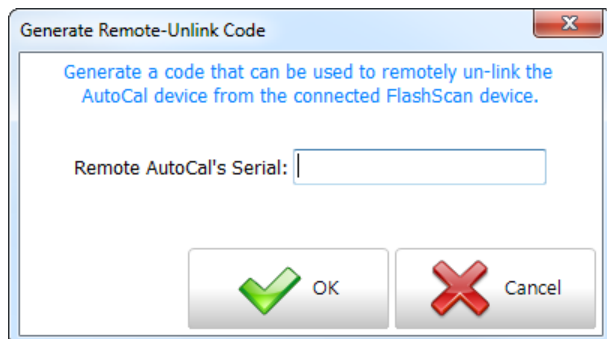 Generate Remote-Unlink Code
Generate a code that can be used to remotely un-link the
AutoCal device from the connected FlashScan device.
Remote AutoCal's Serial:
OK
Cancel